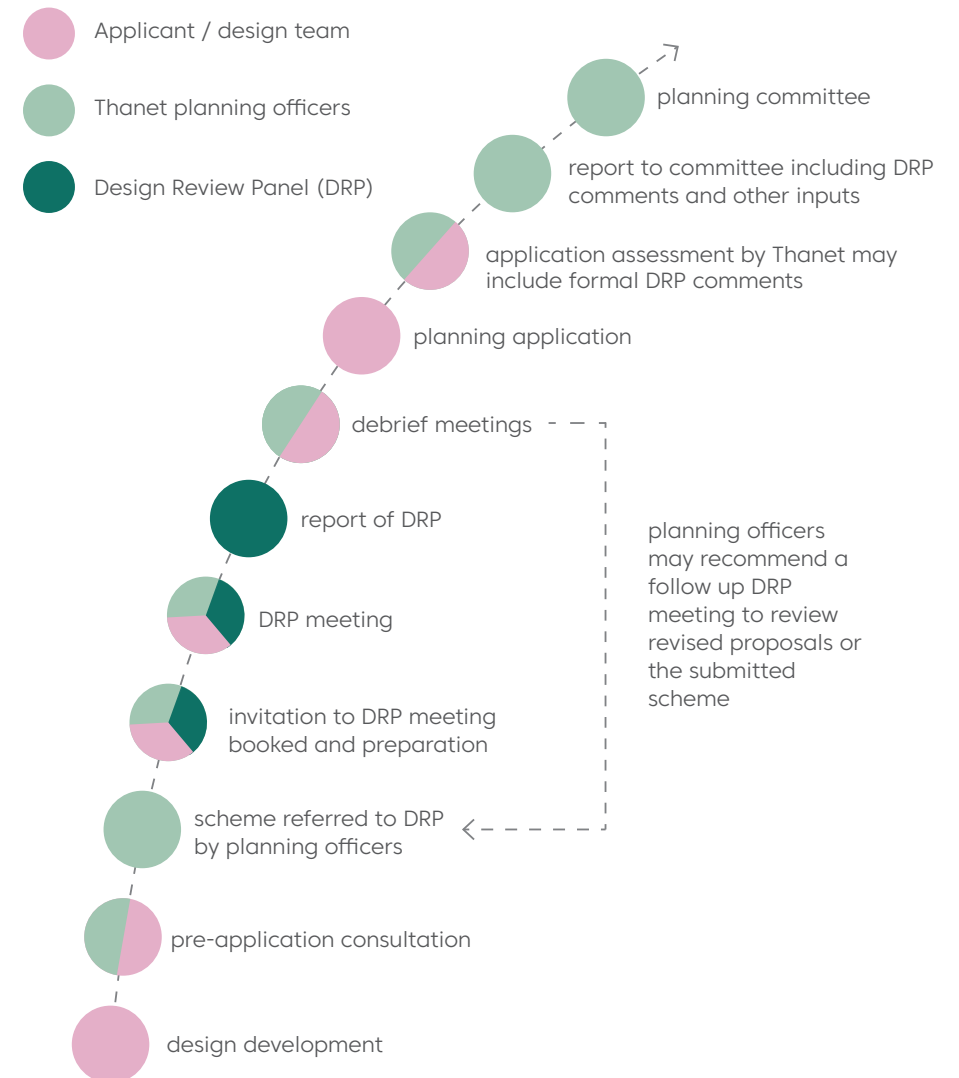 Applicant / design team
Thanet planning officers
Design Review Panel (DRP)
planning committee
report to committee including DRP
comments and other inputs
application assessment by Thanet may
include formal DRP comments
planning application
debrief meetings
report of DRP
planning officers
may recommend a
follow up DRP
meeting to review
revised proposals or
the submitted
scheme
DRP meeting
invitation to DRP meeting
booked and preparation
scheme referred to DRP
by planning officers
pre-application consultation
design development